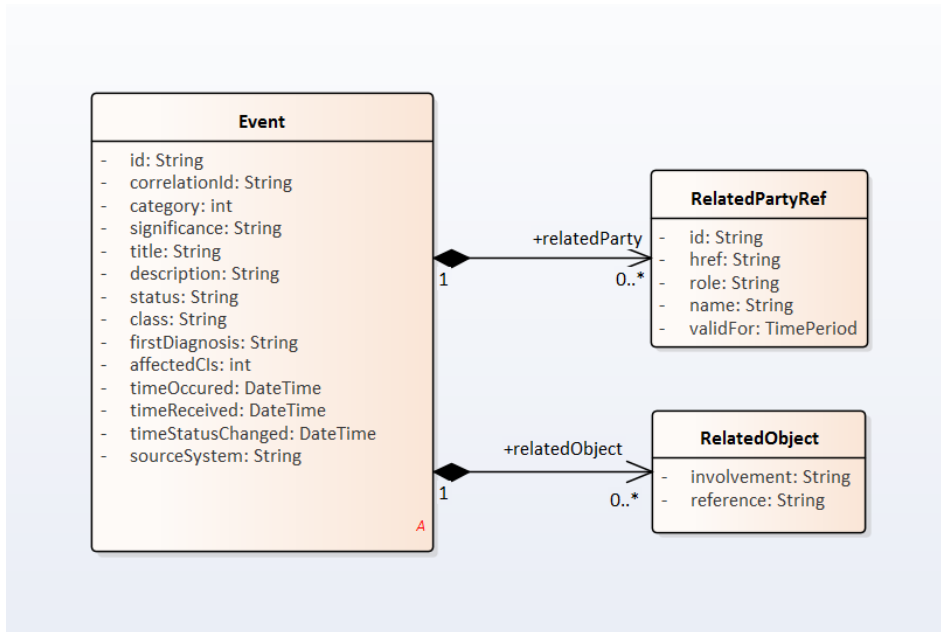 Event
- id: String
- correlationId: String
- category: int
- significance: String
- title: String
- description: String
- status: String
- class: String
- firstDiagnosis: String
- affectedCIs: int
- timeOccured: DateTime
- timeReceived: DateTime
- timeStatusChanged: DateTime
- sourceSystem: String
A
+relatedParty
1
0..*
RelatedPartyRef
- id: String
- href: String
- role: String
- name: String
- validFor: TimePeriod
+relatedObject
1
0..*
RelatedObject
- involvement: String
- reference: String